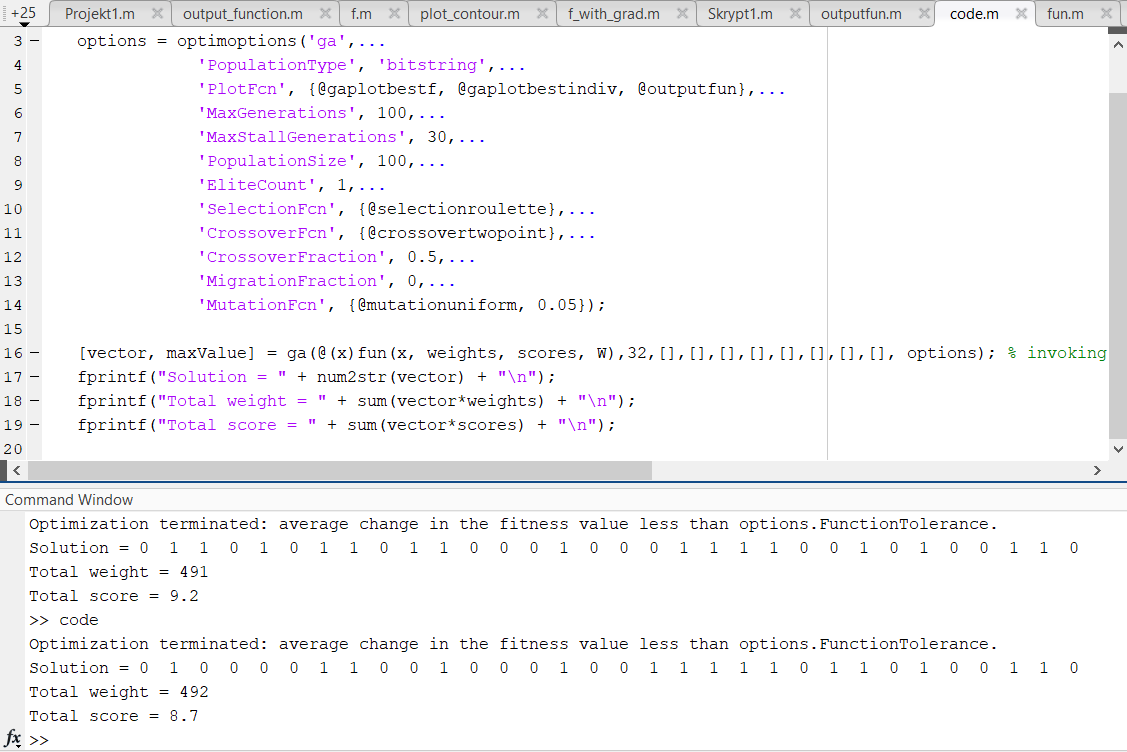 +25 Projekt1.m output_function.m f.m plot_contour.m f_with_grad.m Skrypt1.m outputfun.m code.m fun.m
3 options = optimoptions('ga',...
4 'PopulationType', 'bitstring',...
5 'PlotFcn', {@gaplotbestf, @gaplotbestindiv, @outputfun},...
6 'MaxGenerations', 100,...
7 'MaxStallGenerations', 30,...
8 'PopulationSize', 100,...
9 'EliteCount', 1,...
10 'SelectionFcn', {@selectionroulette},...
11 'CrossoverFcn', {@crossovertwopoint},...
12 'CrossoverFraction', 0.5,...
13 'MigrationFraction', 0,...
14 'MutationFcn', {@mutationuniform, 0.05});
15
16 [vector, maxValue] = ga(@(x)fun(x, weights, scores, W),32,[],[],[],[],[],[],[],[], options); % invoking
17 fprintf("Solution = " + num2str(vector) + "\n");
18 fprintf("Total weight = " + sum(vector*weights) + "\n");
19 fprintf("Total score = " + sum(vector*scores) + "\n");
20
Command Window
Optimization terminated: average change in the fitness value less than options.FunctionTolerance.
Solution = 0 1 1 0 1 0 1 1 0 1 1 0 0 0 1 0 0 0 1 1 1 1 0 0 1 0 1 0 0 1 1 0
Total weight = 491
Total score = 9.2
>> code
Optimization terminated: average change in the fitness value less than options.FunctionTolerance.
Solution = 0 1 0 0 0 0 1 1 0 0 1 0 0 0 1 0 0 1 1 1 1 1 0 1 1 0 1 0 0 1 1 0
Total weight = 492
Total score = 8.7
fx >>